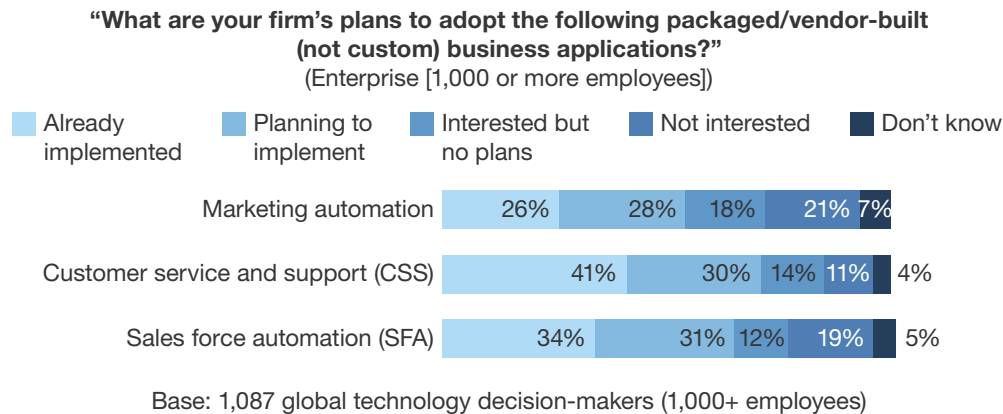 “What are your firm’s plans to adopt the following packaged/vendor-built
(not custom) business applications?”
(Enterprise [1,000 or more employees])
Already implemented
Planning to implement
Interested but no plans
Not interested
Don’t know
Marketing automation 26% 28% 18% 21% 7%
Customer service and support (CSS) 41% 30% 14% 11% 4%
Sales force automation (SFA) 34% 31% 12% 19% 5%
Base: 1,087 global technology decision-makers (1,000+ employees)